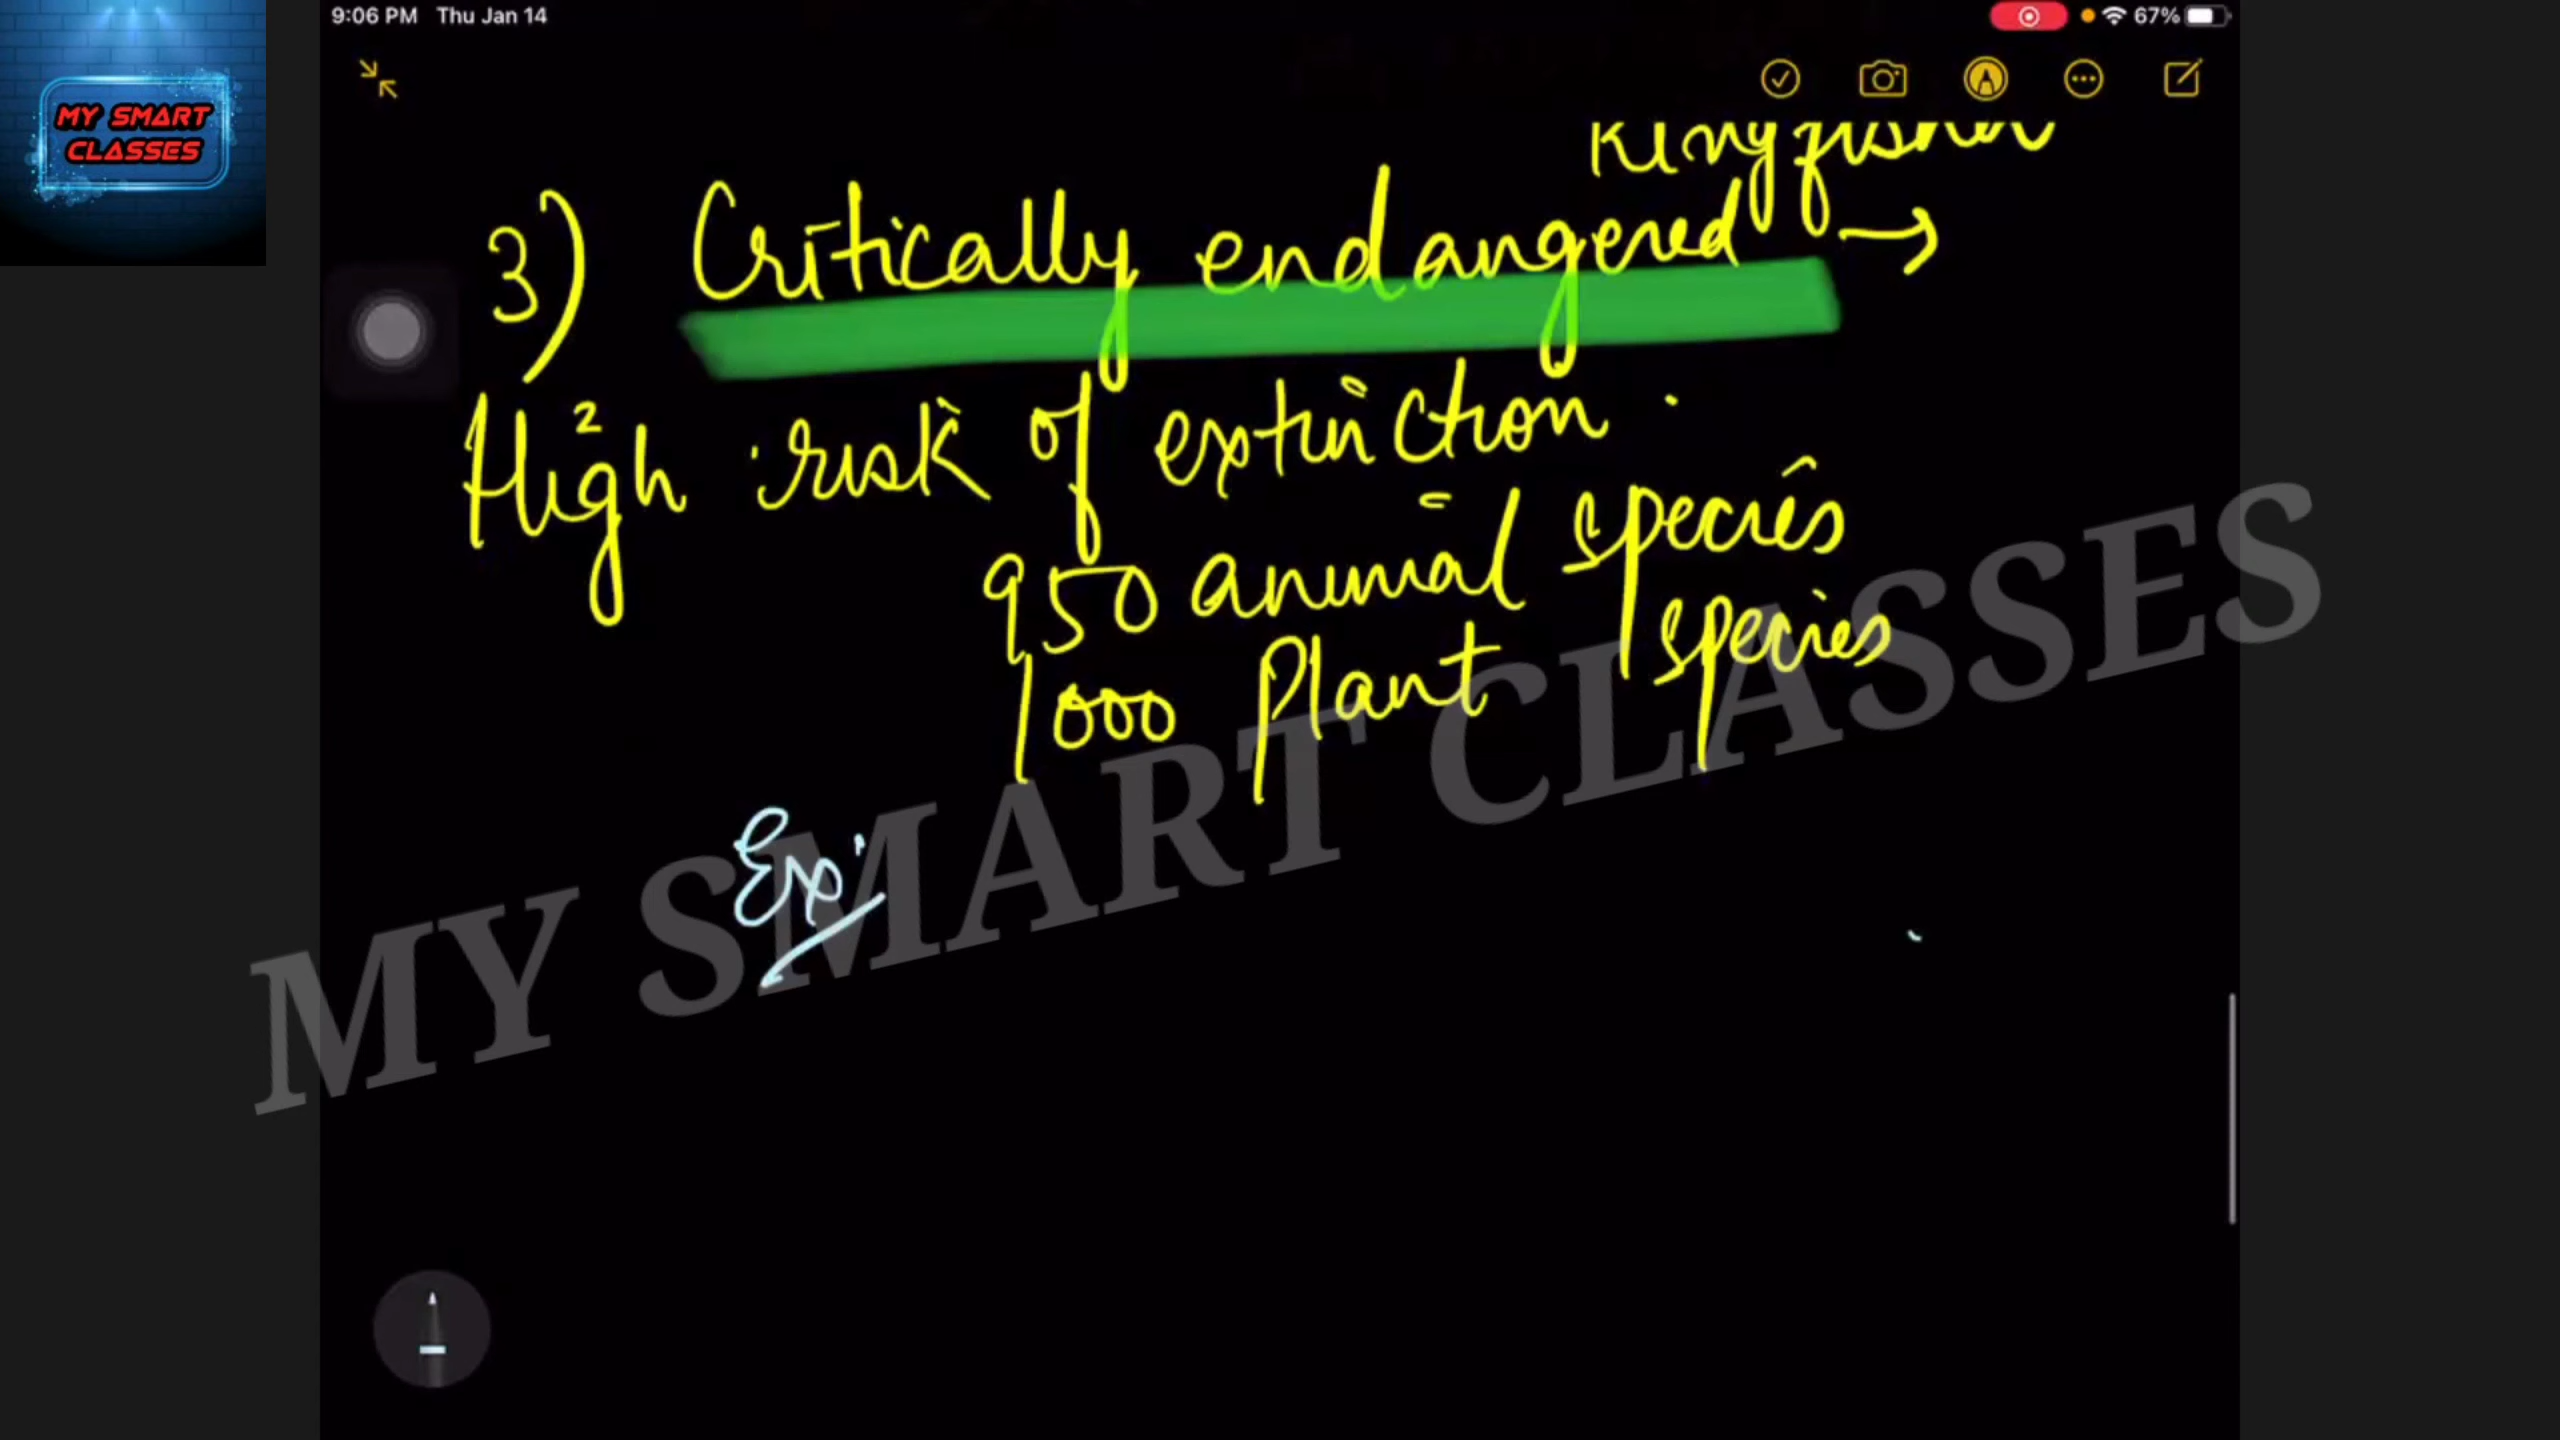 9:06 PM Thu Jan 14
67%
MY SMART
CLASSES
Kingfisher
3) Critically endangered →
High risk of extinction.
950 animal species
1000 Plant species
Ex:
MY SMART CLASSES